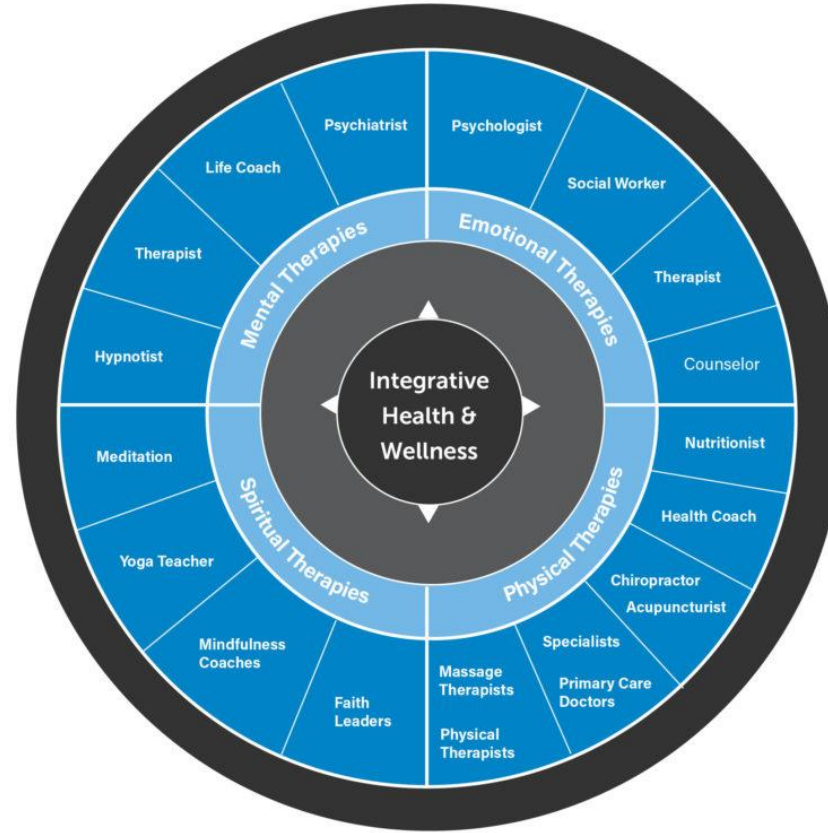 Psychiatrist
Psychologist
Life Coach
Social Worker
Therapist
Therapist
Hypnotist
Counselor
Mental Therapies
Emotional Therapies
Integrative
Health &
Wellness
Spiritual Therapies
Physical Therapies
Meditation
Nutritionist
Yoga Teacher
Health Coach
Chiropractor
Acupuncturist
Mindfulness
Coaches
Specialists
Primary Care
Doctors
Faith
Leaders
Massage
Therapists
Physical
Therapists